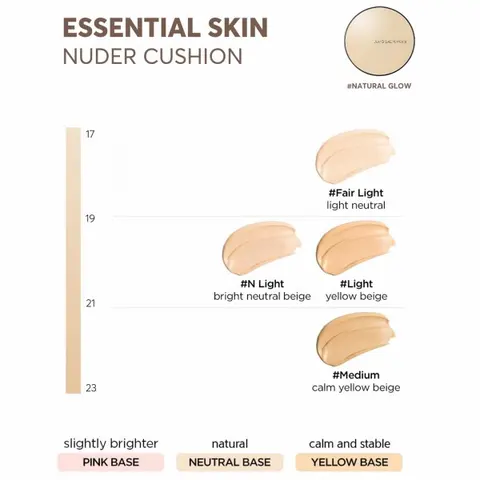 ESSENTIAL SKIN
NUDER CUSHION
#NATURAL GLOW
17
#Fair Light
light neutral
19
#N Light
bright neutral beige
#Light
yellow beige
21
#Medium
calm yellow beige
23
slightly brighter
PINK BASE
natural
NEUTRAL BASE
calm and stable
YELLOW BASE